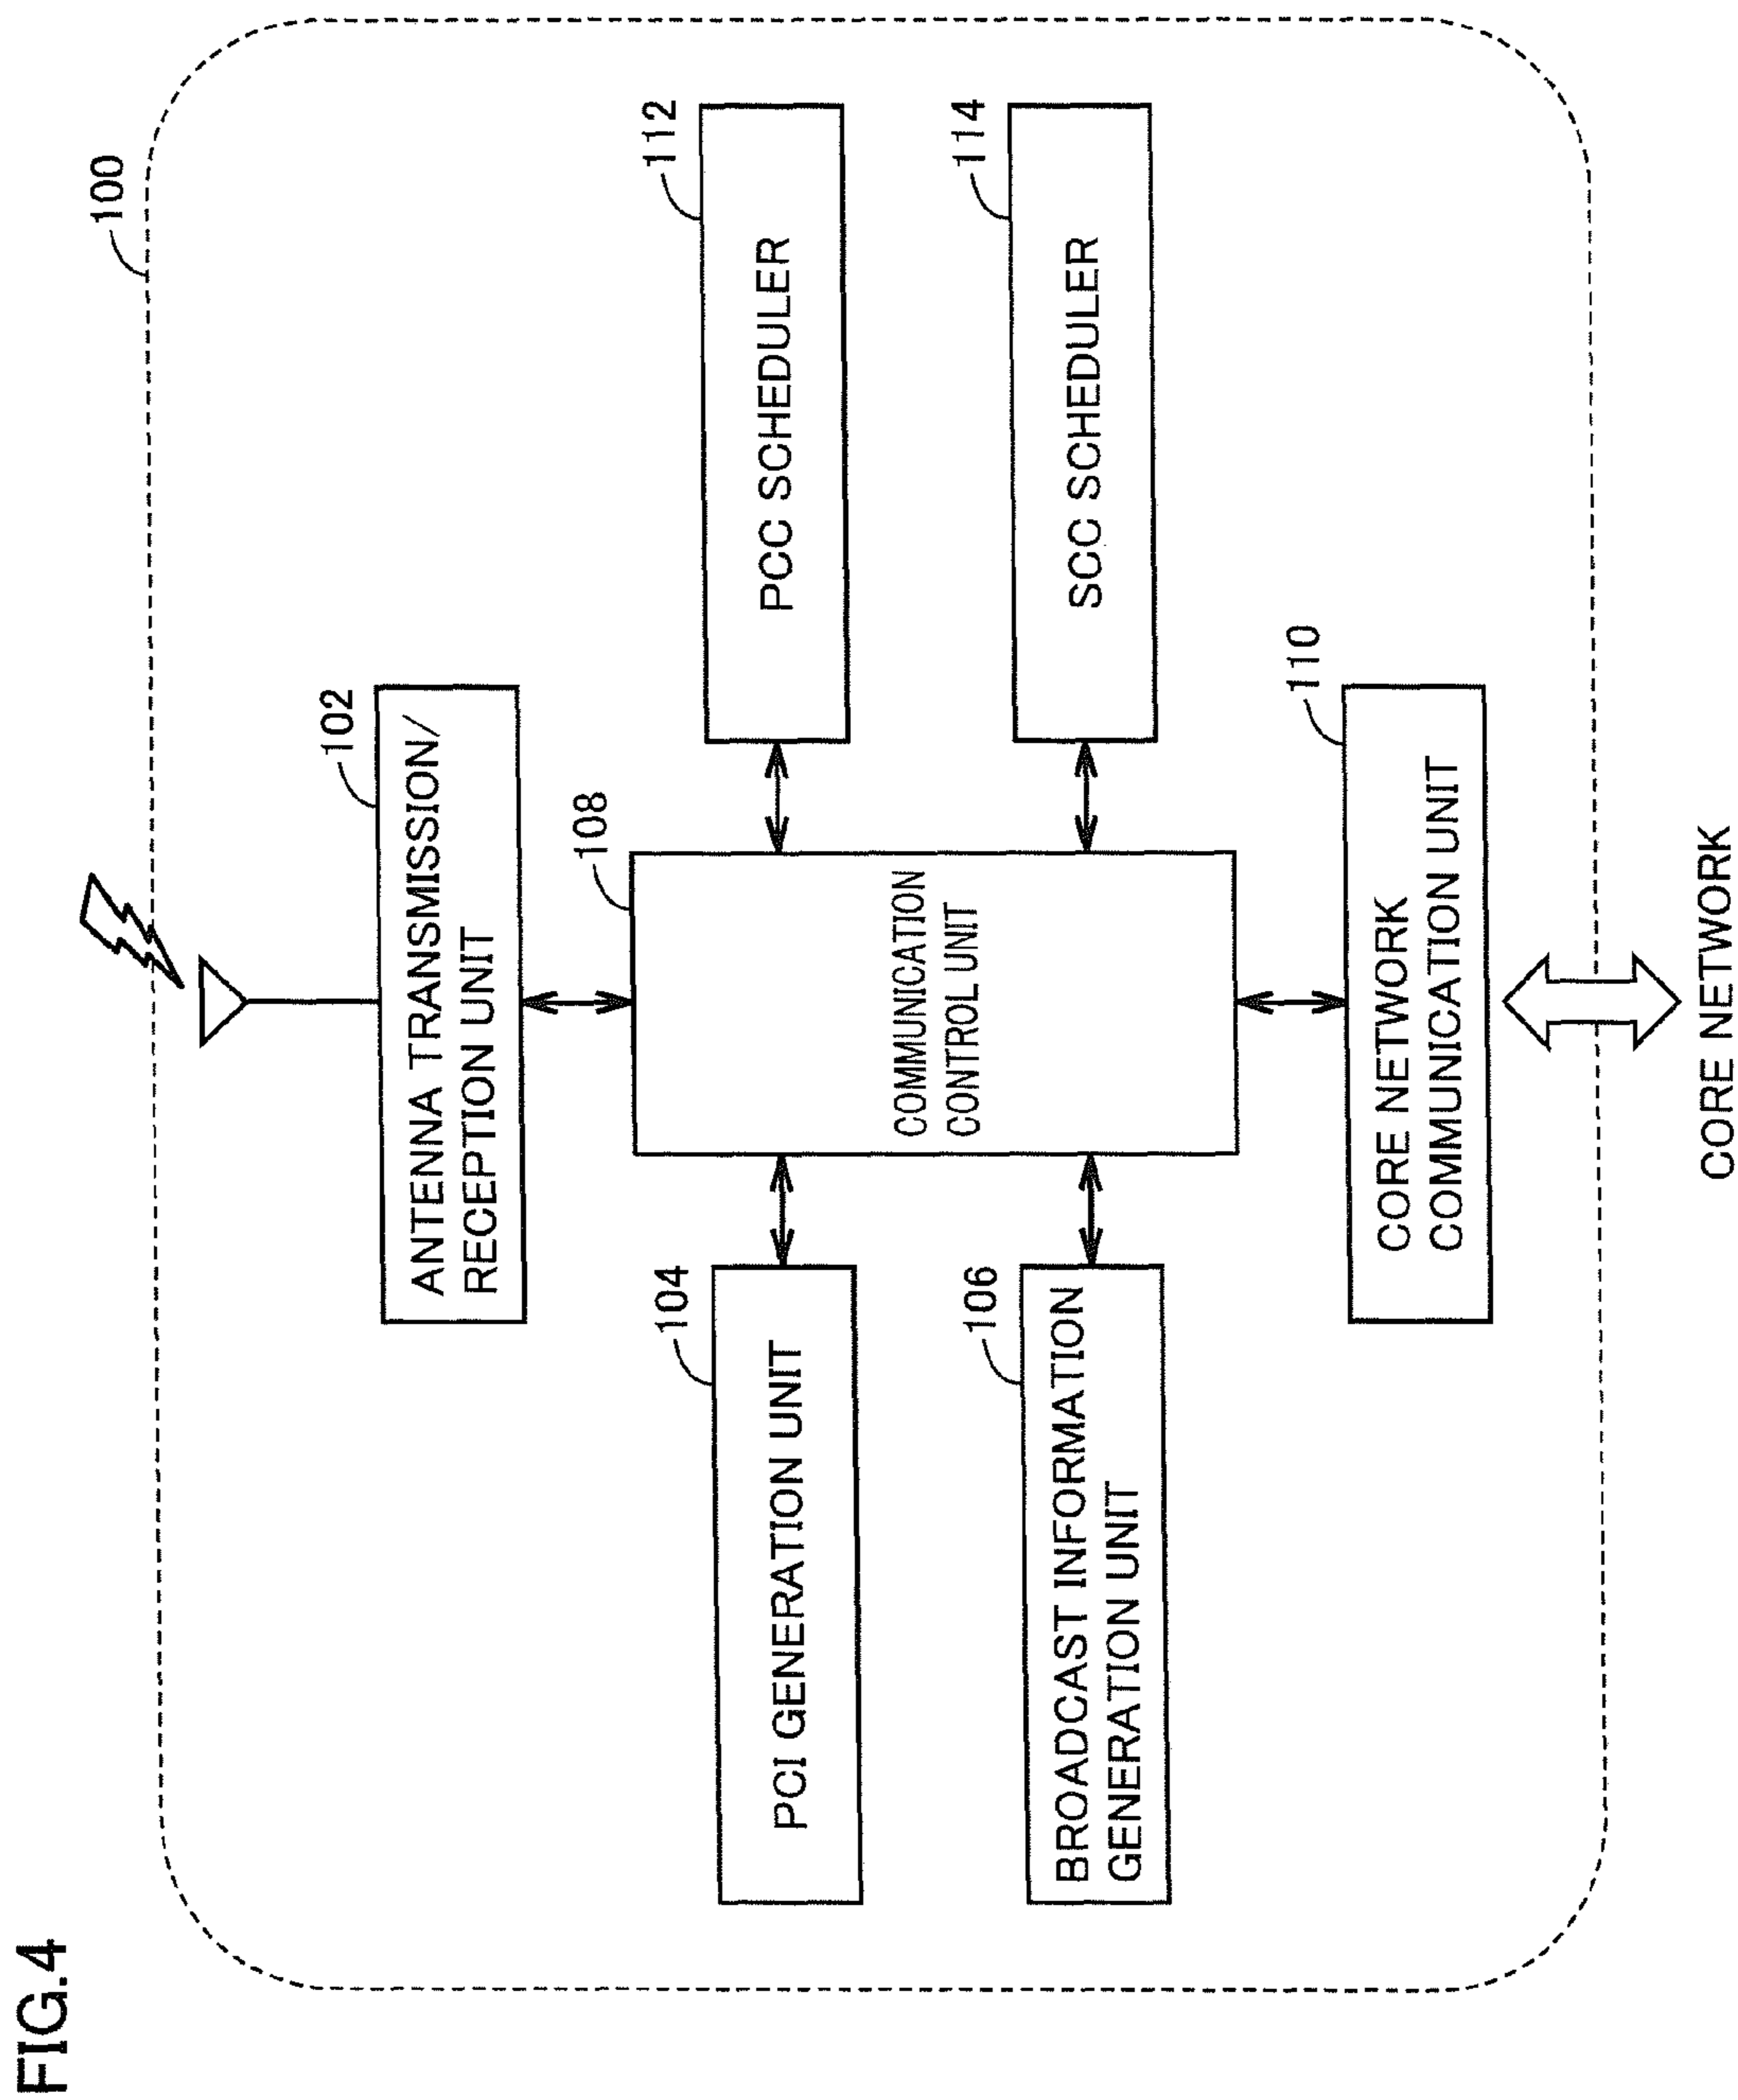 FIG.4
100
102
ANTENNA TRANSMISSION/
RECEPTION UNIT
104
PCI GENERATION UNIT
108
COMMUNICATION
CONTROL UNIT
112
PCC SCHEDULER
106
BROADCAST INFORMATION
GENERATION UNIT
114
SCC SCHEDULER
110
CORE NETWORK
COMMUNICATION UNIT
CORE NETWORK